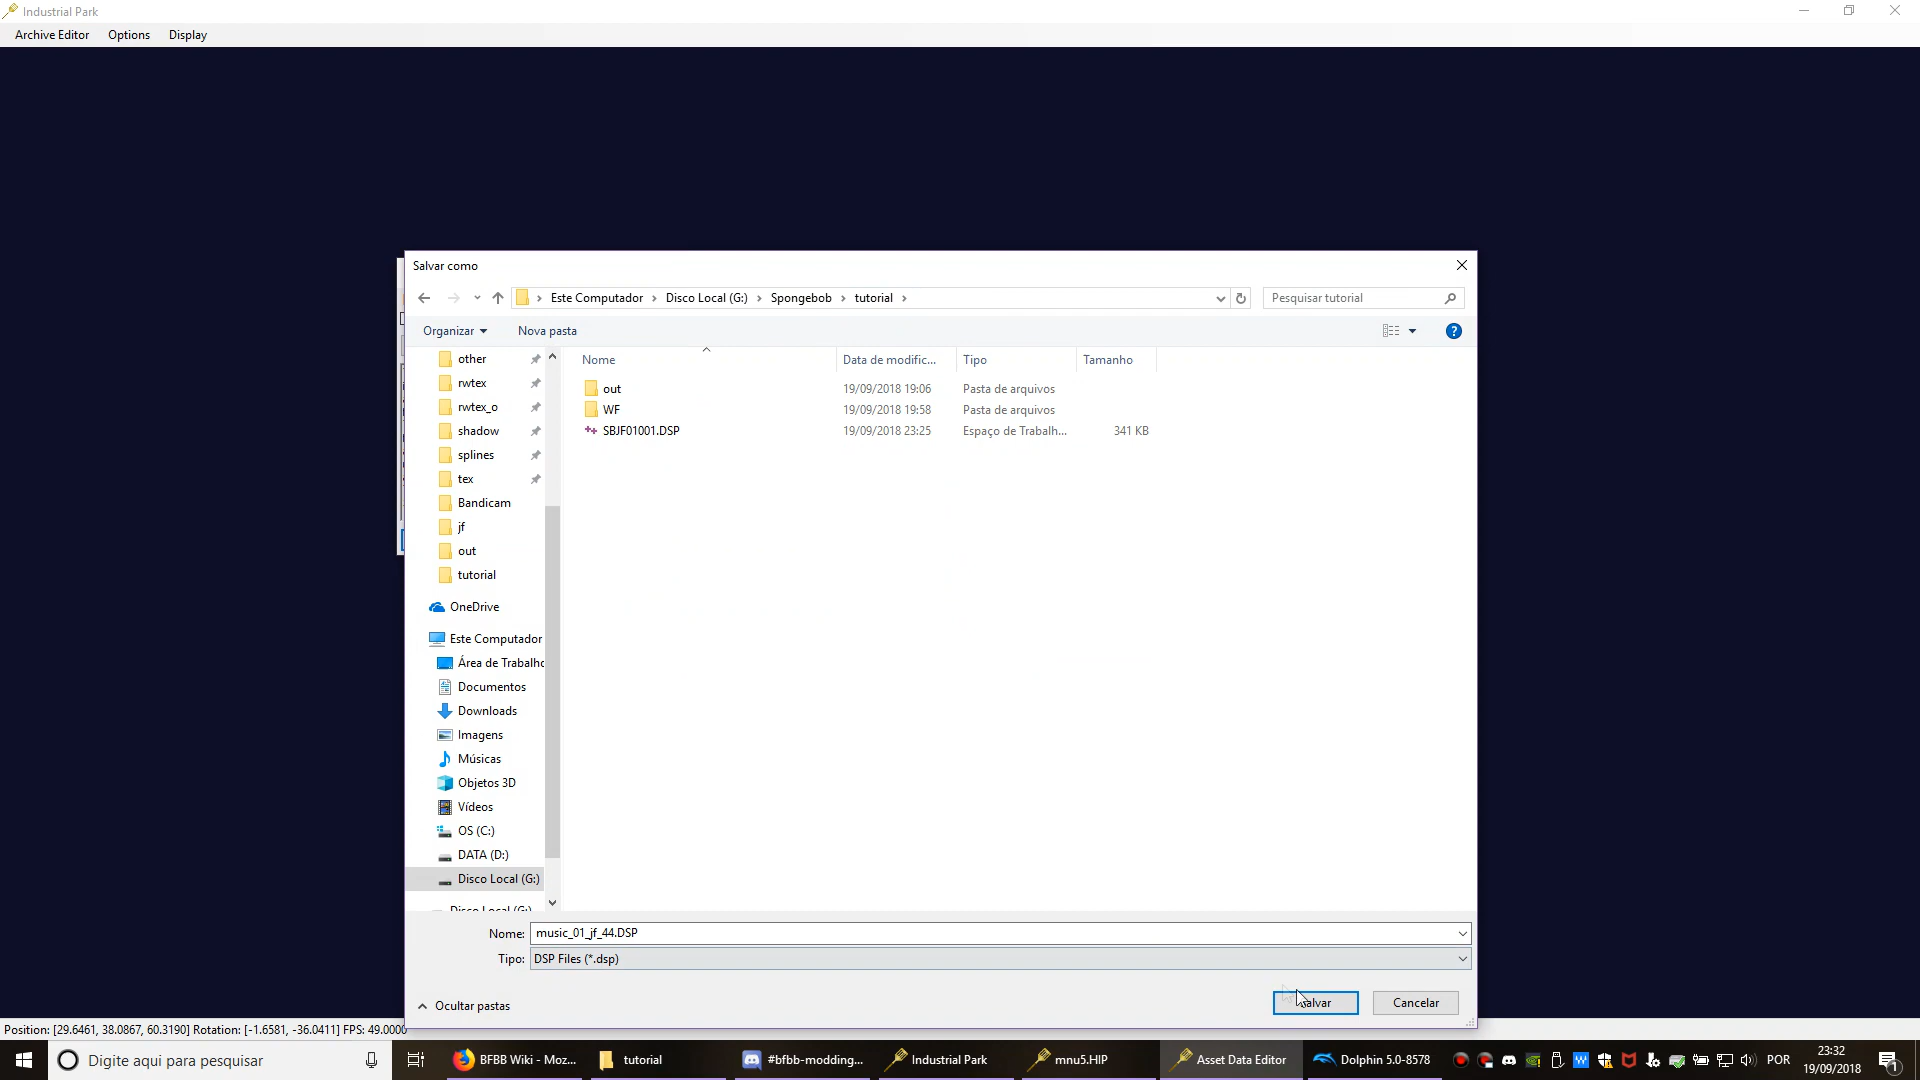 Industrial Park
Archive Editor Options Display
Salvar como
Este Computador Disco Local (G:) Spongebob tutorial
Pesquisar tutorial
Organizar Nova pasta
Nome Data de modific... Tipo Tamanho
other
rwtex
rwtex_o
shadow
splines
tex
Bandicam
jf
out
tutorial
OneDrive
Este Computador
Área de Trabalho
Documentos
Downloads
Imagens
Músicas
Objetos 3D
Vídeos
OS (C:)
DATA (D:)
Disco Local (G:)
Disco Local (G:)
out 19/09/2018 19:06 Pasta de arquivos
WF 19/09/2018 19:58 Pasta de arquivos
SBJF01001.DSP 19/09/2018 23:25 Espaço de Trabalh... 341 KB
Nome: music_01_jf_44.DSP
Tipo: DSP Files (*.dsp)
Ocultar pastas
Salvar Cancelar
Position: [29.6461, 38.0867, 60.3190] Rotation: [-1.6581, -36.0411] FPS: 49.0000
Digite aqui para pesquisar
BFBB Wiki - Moz...
tutorial
#bfbb-modding...
Industrial Park
mnu5.HIP
Asset Data Editor
Dolphin 5.0-8578
POR
23:32
19/09/2018
1